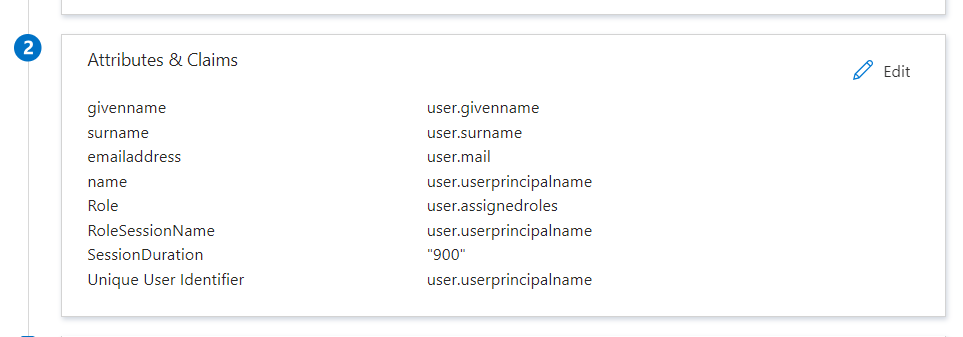 2
Attributes & Claims
Edit
givenname user.givenname
surname user.surname
emailaddress user.mail
name user.userprincipalname
Role user.assignedroles
RoleSessionName user.userprincipalname
SessionDuration "900"
Unique User Identifier user.userprincipalname